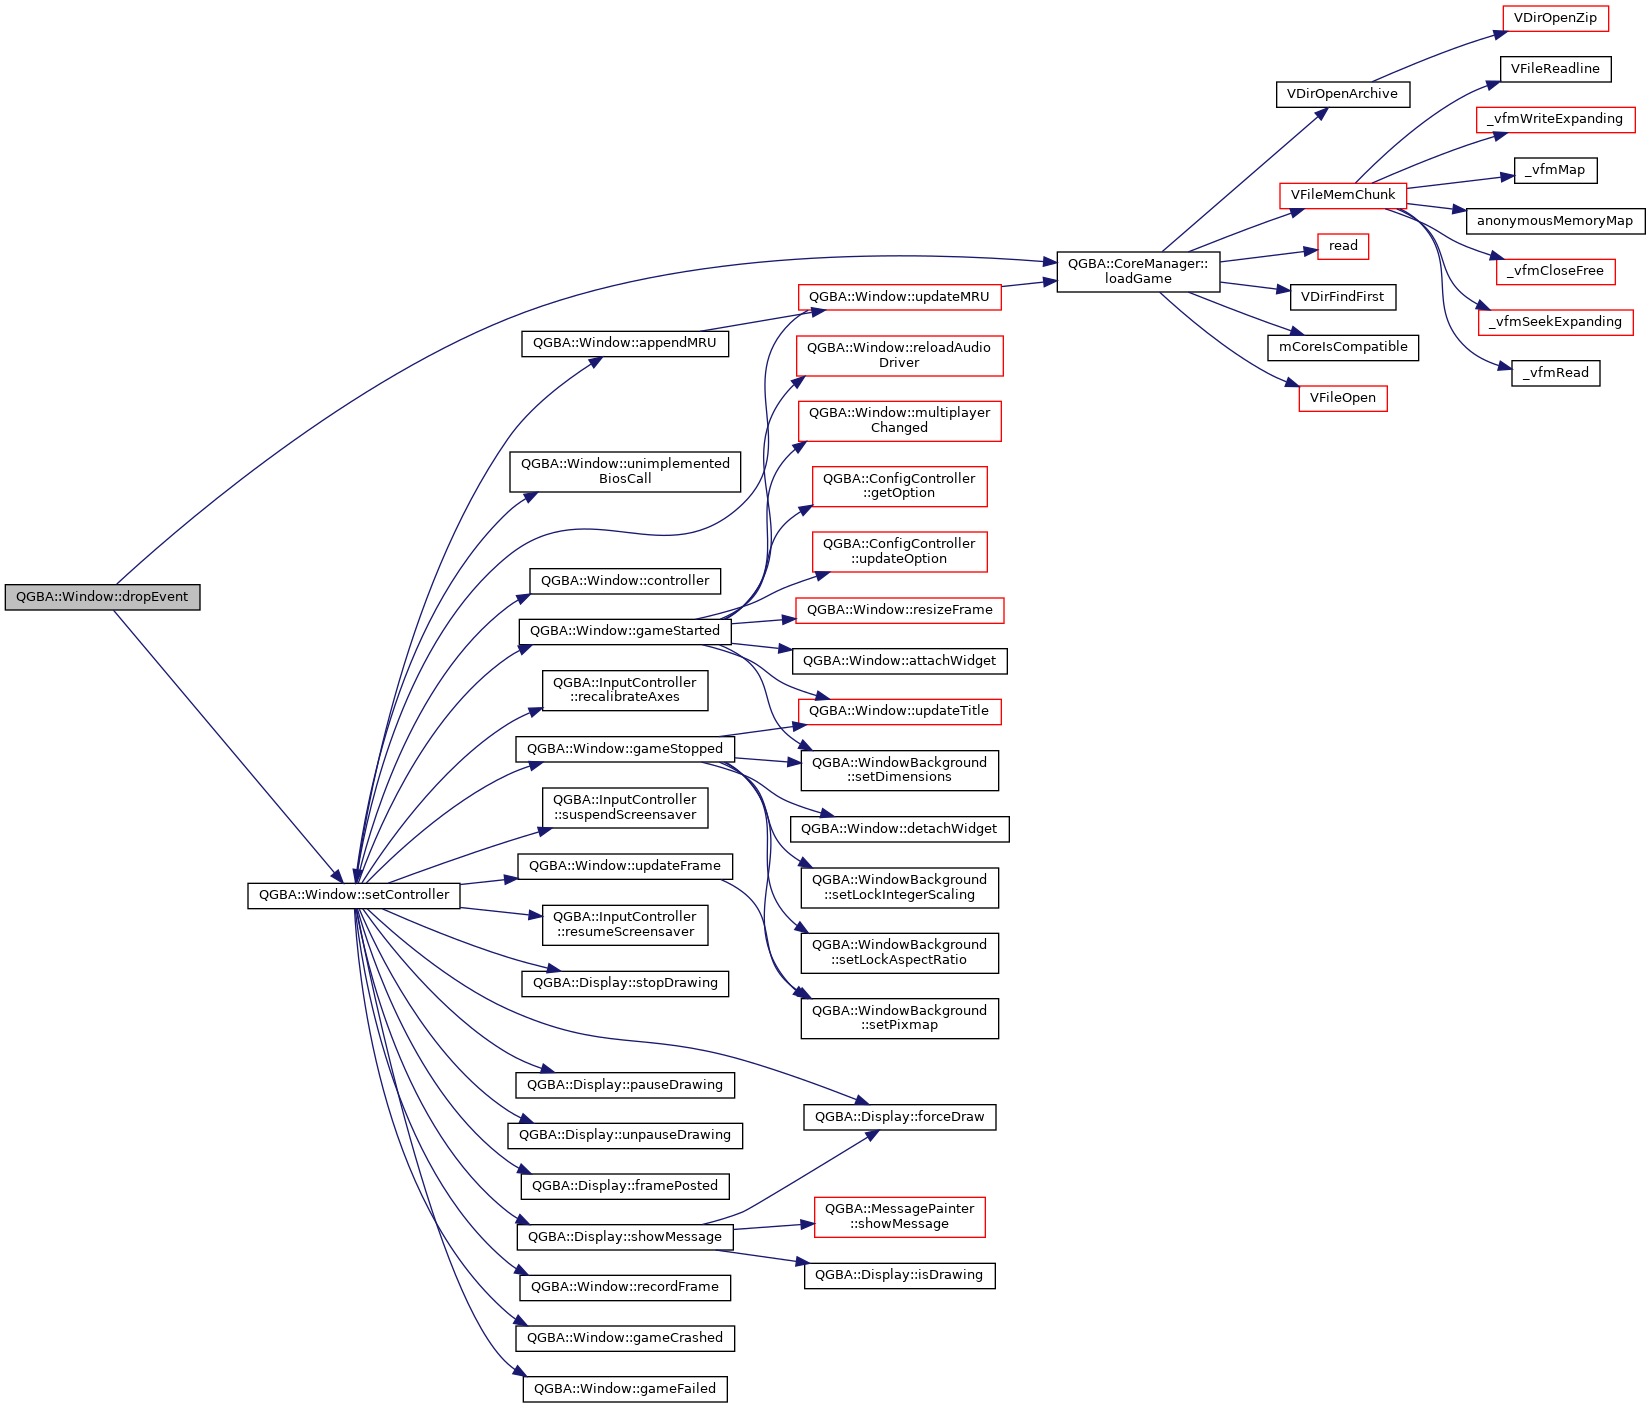 VDirOpenZip
VFileReadline
VDirOpenArchive
_vfmWriteExpanding
_vfmMap
VFileMemChunk
anonymousMemoryMap
read
_vfmCloseFree
QGBA::CoreManager::
loadGame
QGBA::Window::updateMRU
VDirFindFirst
_vfmSeekExpanding
QGBA::Window::appendMRU
mCoreIsCompatible
QGBA::Window::reloadAudio
Driver
_vfmRead
VFileOpen
QGBA::Window::multiplayer
Changed
QGBA::Window::unimplemented
BiosCall
QGBA::ConfigController
::getOption
QGBA::ConfigController
::updateOption
QGBA::Window::controller
QGBA::Window::dropEvent
QGBA::Window::resizeFrame
QGBA::Window::gameStarted
QGBA::Window::attachWidget
QGBA::InputController
::recalibrateAxes
QGBA::Window::updateTitle
QGBA::Window::gameStopped
QGBA::WindowBackground
::setDimensions
QGBA::InputController
::suspendScreensaver
QGBA::Window::detachWidget
QGBA::Window::updateFrame
QGBA::WindowBackground
::setLockIntegerScaling
QGBA::Window::setController
QGBA::InputController
::resumeScreensaver
QGBA::WindowBackground
::setLockAspectRatio
QGBA::Display::stopDrawing
QGBA::WindowBackground
::setPixmap
QGBA::Display::pauseDrawing
QGBA::Display::forceDraw
QGBA::Display::unpauseDrawing
QGBA::Display::framePosted
QGBA::MessagePainter
::showMessage
QGBA::Display::showMessage
QGBA::Display::isDrawing
QGBA::Window::recordFrame
QGBA::Window::gameCrashed
QGBA::Window::gameFailed